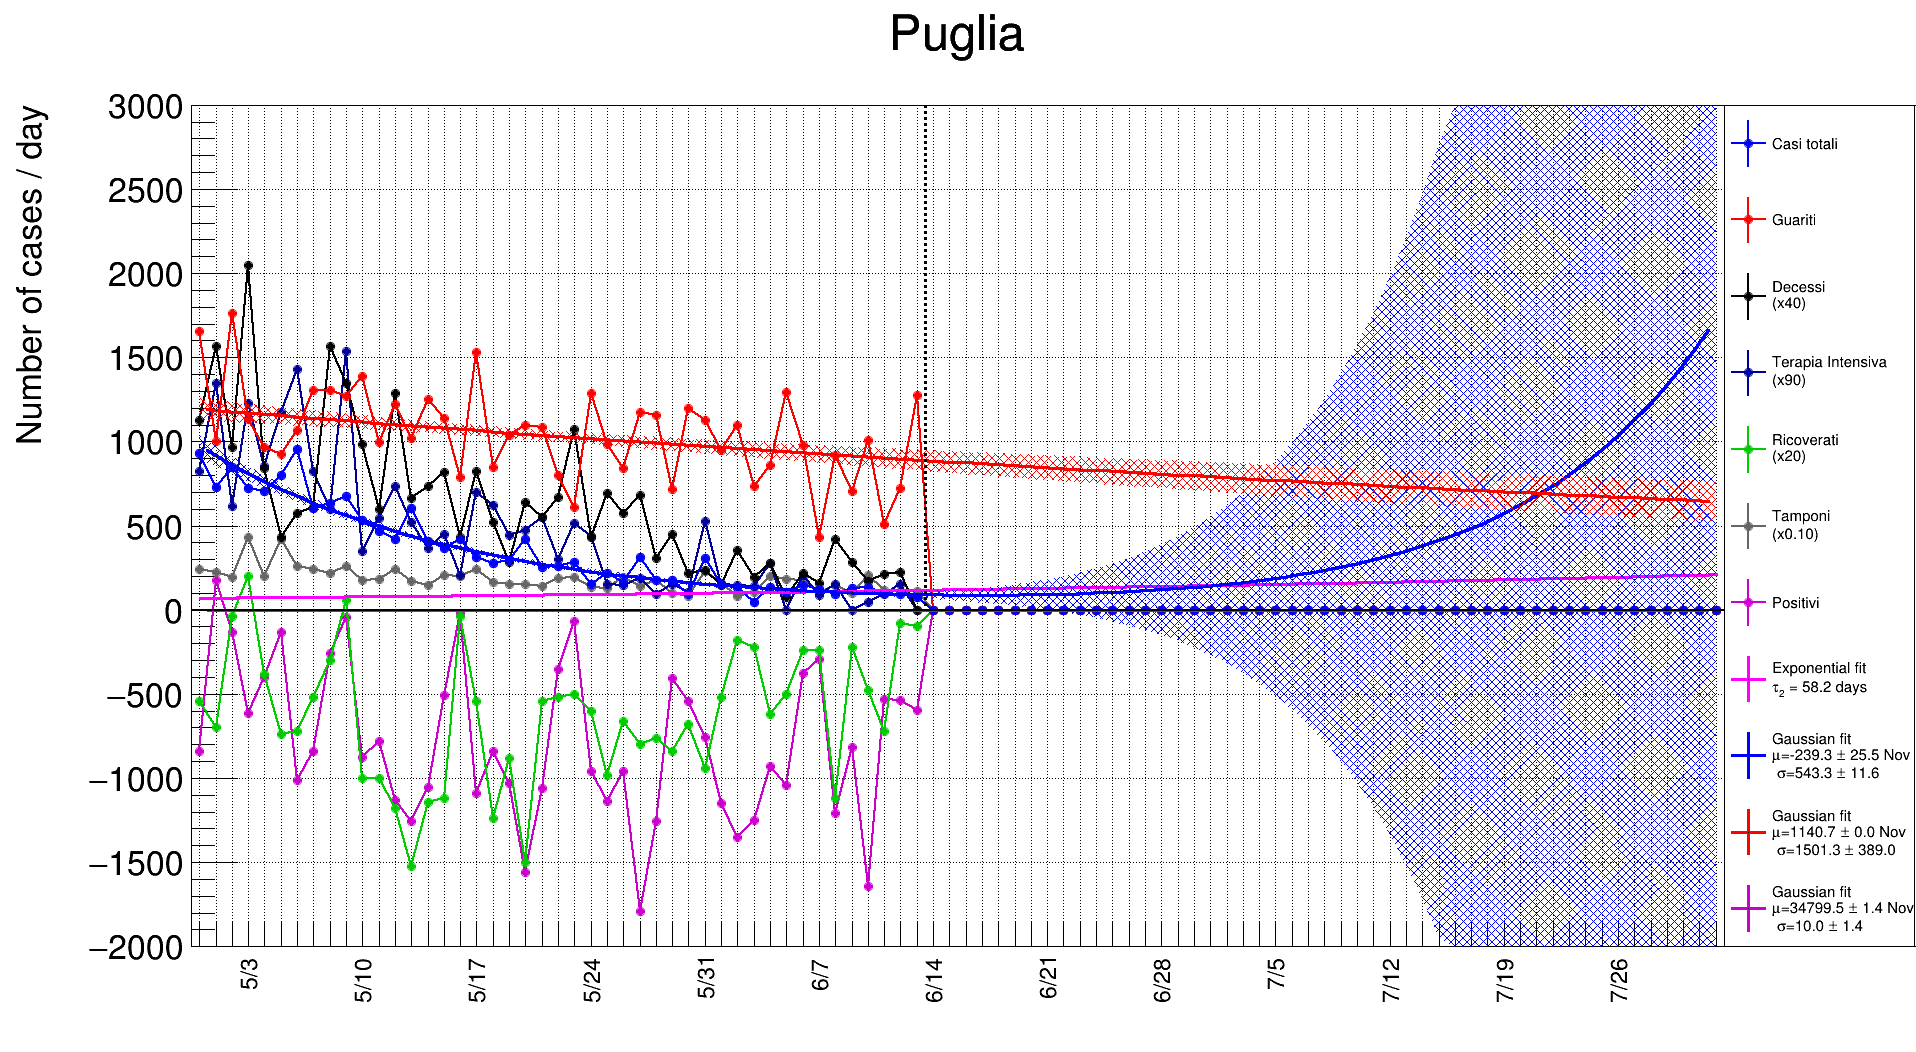 Puglia
Number of cases / day
3000
2500
2000
1500
1000
500
0
−500
−1000
−1500
−2000
5/3
5/10
5/17
5/24
5/31
6/7
6/14
6/21
6/28
7/5
7/12
7/19
7/26
Casi totali
Guariti
Decessi
(x40)
Terapia Intensiva
(x90)
Ricoverati
(x20)
Tamponi
(x0.10)
Positivi
Exponential fit
τ2 = 58.2 days
Gaussian fit
μ=-239.3 ± 25.5 Nov
σ=543.3 ± 11.6
Gaussian fit
μ=1140.7 ± 0.0 Nov
σ=1501.3 ± 389.0
Gaussian fit
μ=34799.5 ± 1.4 Nov
σ=10.0 ± 1.4